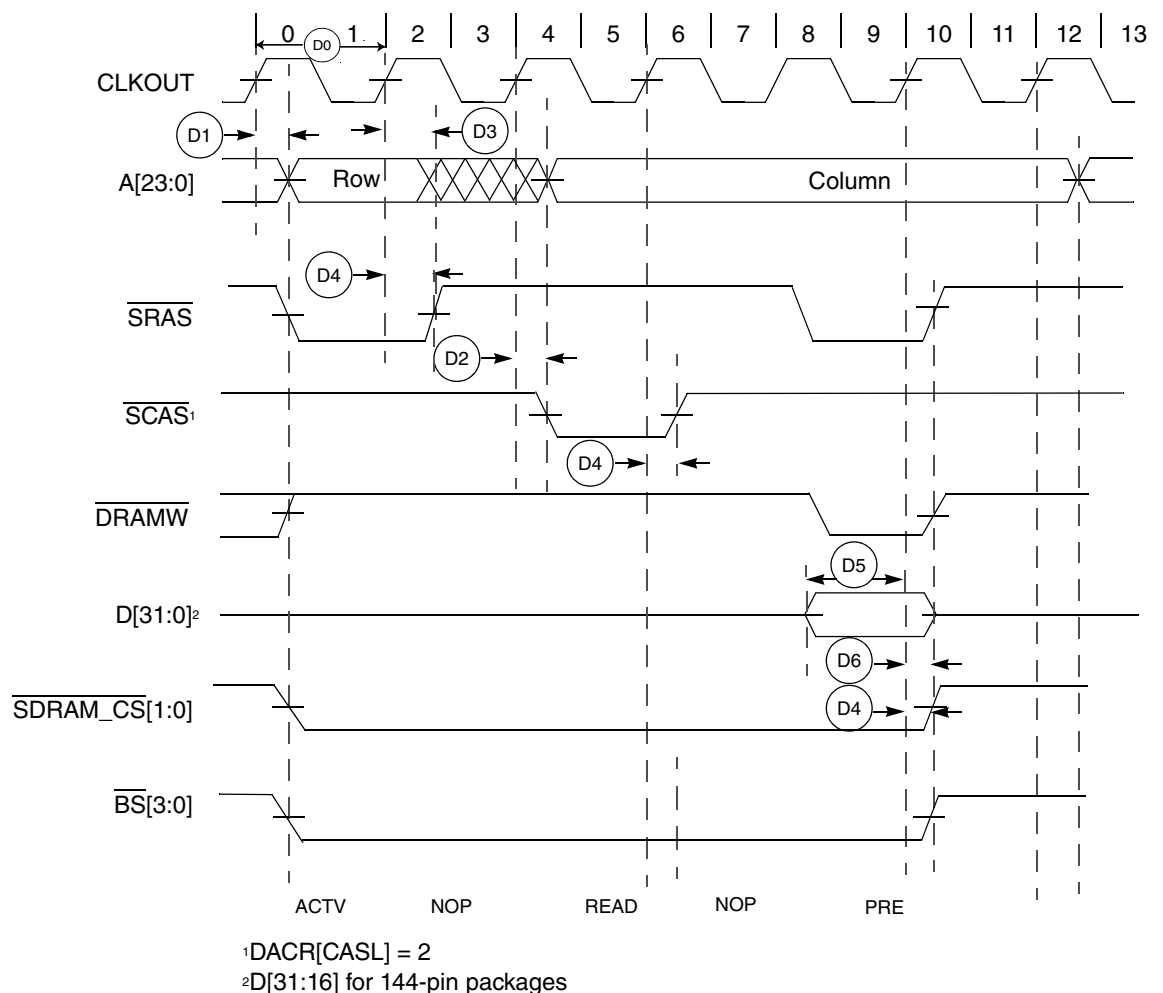 0 1 2 3 4 5 6 7 8 9 10 11 12 13
D0
CLKOUT
D1
D3
A[23:0]
Row
Column
D4
SRAS
D2
SCAS1
D4
DRAMW
D5
D[31:0]2
D6
SDRAM_CS[1:0]
D4
BS[3:0]
ACTV NOP READ NOP PRE
1DACR[CASL] = 2
2D[31:16] for 144-pin packages